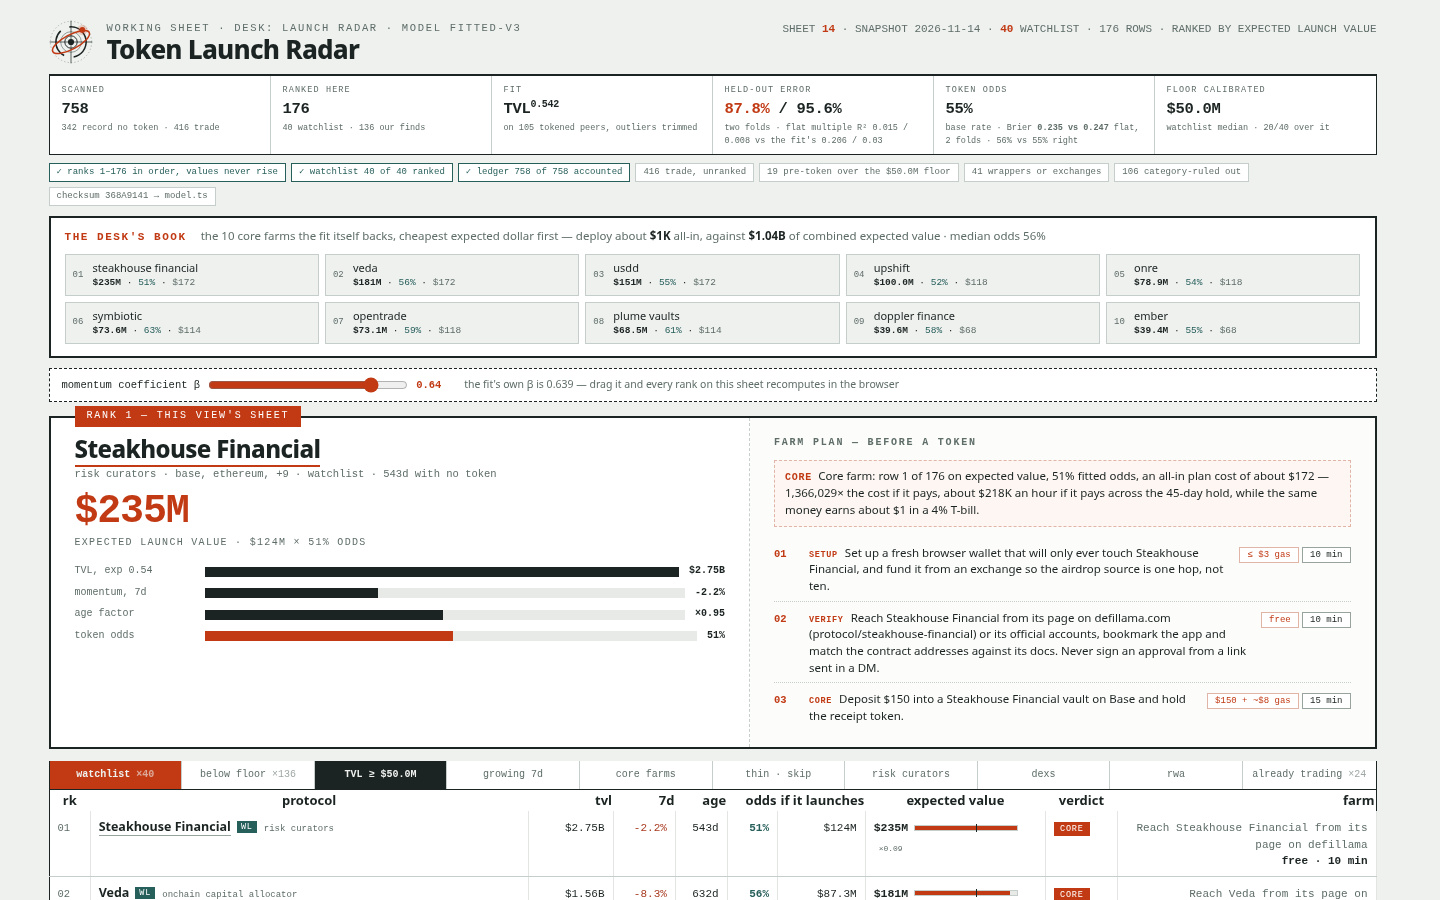 WORKING SHEET · DESK: LAUNCH RADAR · MODEL FITTED-V3
Token Launch Radar
SHEET 14 · SNAPSHOT 2026-11-14 · 40 WATCHLIST · 176 ROWS · RANKED BY EXPECTED LAUNCH VALUE
SCANNED
758
342 record no token · 416 trade
RANKED HERE
176
40 watchlist · 136 our finds
FIT
TVL0.542
on 105 tokened peers, outliers trimmed
HELD-OUT ERROR
87.8% / 95.6%
two folds · flat multiple R² 0.015 /
0.008 vs the fit's 0.206 / 0.03
TOKEN ODDS
55%
base rate · Brier 0.235 vs 0.247 flat,
2 folds · 56% vs 55% right
FLOOR CALIBRATED
$50.0M
watchlist median · 20/40 over it
✓ ranks 1–176 in order, values never rise
✓ watchlist 40 of 40 ranked
✓ ledger 758 of 758 accounted
416 trade, unranked
19 pre-token over the $50.0M floor
41 wrappers or exchanges
106 category-ruled out
checksum 368A9141 → model.ts
THE DESK'S BOOK the 10 core farms the fit itself backs, cheapest expected dollar first — deploy about $1K all-in, against $1.04B of combined expected value · median odds 56%
01 steakhouse financial
$235M · 51% · $172
02 veda
$181M · 56% · $172
03 usdd
$151M · 55% · $172
04 upshift
$100.0M · 52% · $118
05 onre
$78.9M · 54% · $118
06 symbiotic
$73.6M · 63% · $114
07 opentrade
$73.1M · 59% · $118
08 plume vaults
$68.5M · 61% · $114
09 doppler finance
$39.6M · 58% · $68
10 ember
$39.4M · 55% · $68
momentum coefficient β 0.64 the fit's own β is 0.639 — drag it and every rank on this sheet recomputes in the browser
RANK 1 — THIS VIEW'S SHEET
Steakhouse Financial
risk curators · base, ethereum, +9 · watchlist · 543d with no token
$235M
EXPECTED LAUNCH VALUE · $124M × 51% ODDS
TVL, exp 0.54 $2.75B
momentum, 7d -2.2%
age factor ×0.95
token odds 51%
FARM PLAN — BEFORE A TOKEN
CORE Core farm: row 1 of 176 on expected value, 51% fitted odds, an all-in plan cost of about $172 —
1,366,029× the cost if it pays, about $218K an hour if it pays across the 45-day hold, while the same
money earns about $1 in a 4% T-bill.
01 SETUP Set up a fresh browser wallet that will only ever touch Steakhouse
Financial, and fund it from an exchange so the airdrop source is one hop, not
ten.
≤ $3 gas 10 min
02 VERIFY Reach Steakhouse Financial from its page on defillama.com
(protocol/steakhouse-financial) or its official accounts, bookmark the app and
match the contract addresses against its docs. Never sign an approval from a link
sent in a DM.
free 10 min
03 CORE Deposit $150 into a Steakhouse Financial vault on Base and hold
the receipt token.
$150 + ~$8 gas 15 min
watchlist ×40
below floor ×136
TVL ≥ $50.0M
growing 7d
core farms
thin · skip
risk curators
dexs
rwa
already trading ×24
rk protocol tvl 7d age odds if it launches expected value verdict farm
01 Steakhouse Financial WL risk curators $2.75B -2.2% 543d 51% $124M $235M ×0.09 CORE Reach Steakhouse Financial from its
page on defillama
free · 10 min
02 Veda WL onchain capital allocator $1.56B -8.3% 632d 56% $87.3M $181M CORE Reach Veda from its page on